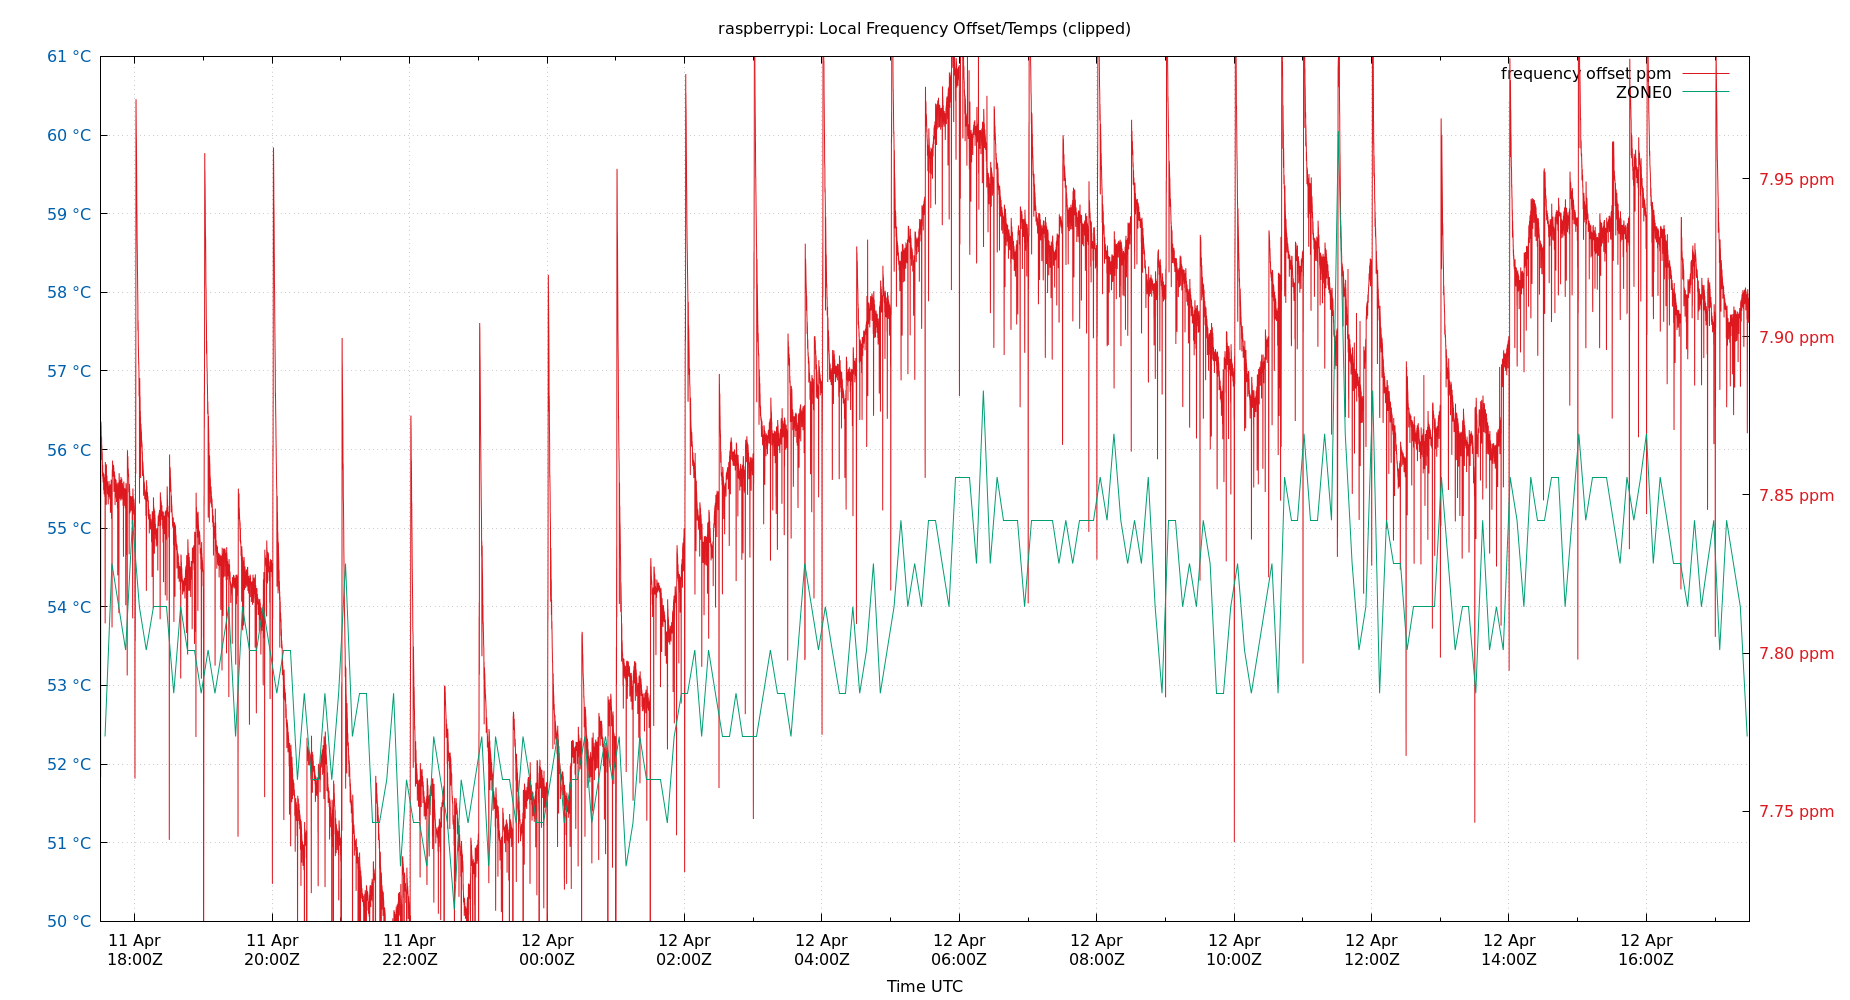 raspberrypi: Local Frequency Offset/Temps (clipped)
61 °C
60 °C
59 °C
58 °C
57 °C
56 °C
55 °C
54 °C
53 °C
52 °C
51 °C
50 °C
frequency offset ppm
ZONE0
7.95 ppm
7.90 ppm
7.85 ppm
7.80 ppm
7.75 ppm
11 Apr
18:00Z
11 Apr
20:00Z
11 Apr
22:00Z
12 Apr
00:00Z
12 Apr
02:00Z
12 Apr
04:00Z
12 Apr
06:00Z
12 Apr
08:00Z
12 Apr
10:00Z
12 Apr
12:00Z
12 Apr
14:00Z
12 Apr
16:00Z
Time UTC